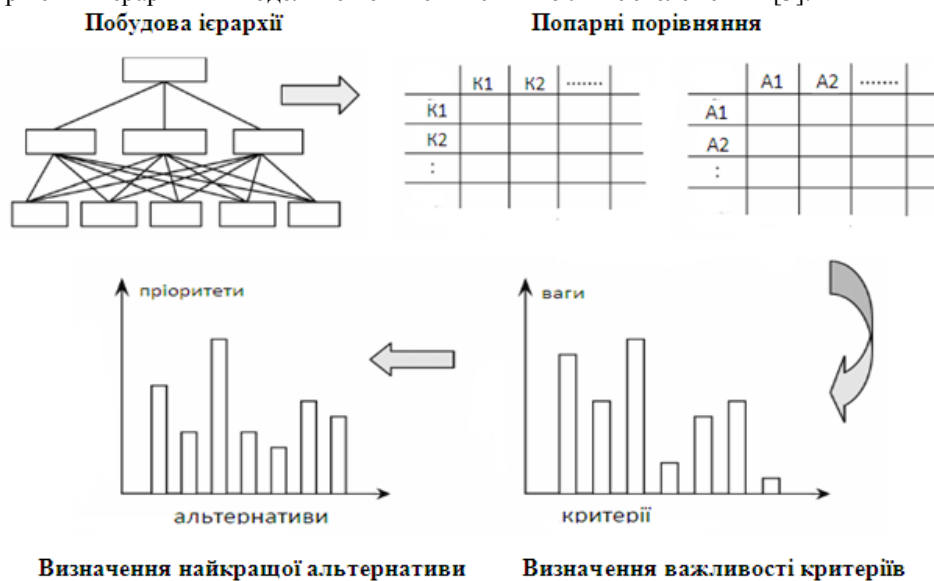 Побудова ієрархії
Попарні порівняння
К1 К2 .......
К1
К2
:
А1 А2 .......
А1
А2
:
пріоритети
альтернативи
ваги
критерії
Визначення найкращої альтернативи
Визначення важливості критеріїв